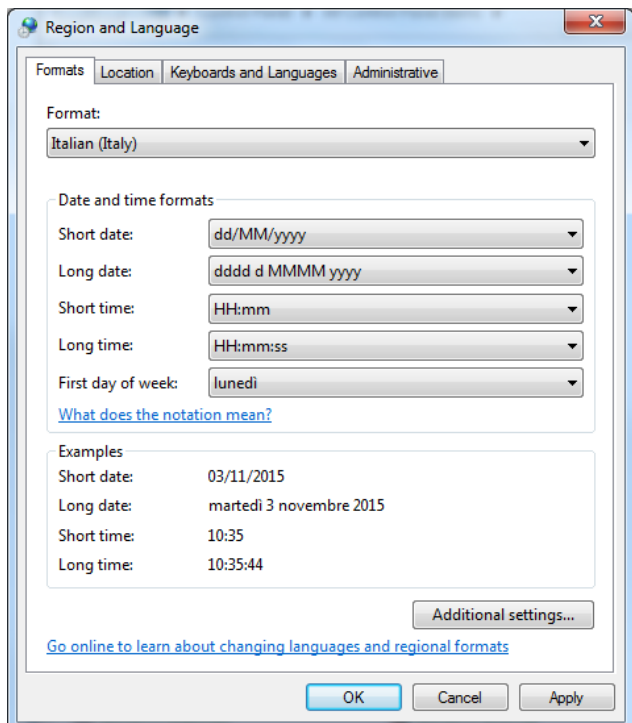 Region and Language
Formats Location Keyboards and Languages Administrative
Format:
Italian (Italy)
Date and time formats
Short date: dd/MM/yyyy
Long date: dddd d MMMM yyyy
Short time: HH:mm
Long time: HH:mm:ss
First day of week: lunedì
What does the notation mean?
Examples
Short date: 03/11/2015
Long date: martedì 3 novembre 2015
Short time: 10:35
Long time: 10:35:44
Additional settings...
Go online to learn about changing languages and regional formats
OK Cancel Apply